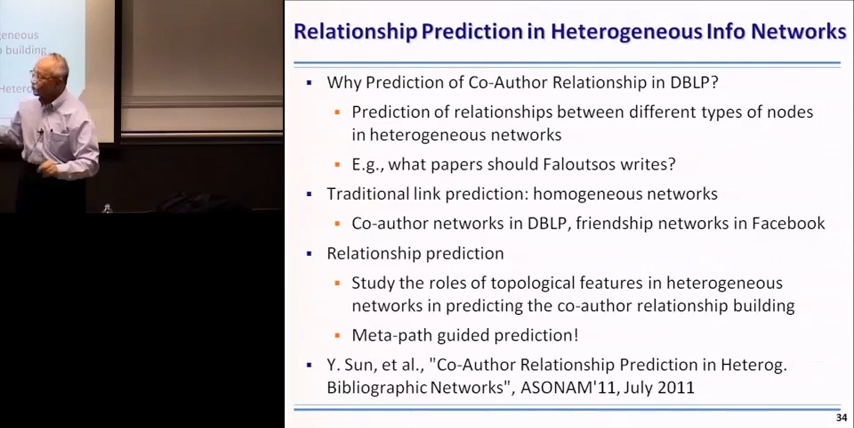 eneous
p building
Hetero
Relationship Prediction in Heterogeneous Info Networks
▪ Why Prediction of Co-Author Relationship in DBLP?
▪ Prediction of relationships between different types of nodes
in heterogeneous networks
▪ E.g., what papers should Faloutsos writes?
▪ Traditional link prediction: homogeneous networks
▪ Co-author networks in DBLP, friendship networks in Facebook
▪ Relationship prediction
▪ Study the roles of topological features in heterogeneous
networks in predicting the co-author relationship building
▪ Meta-path guided prediction!
▪ Y. Sun, et al., "Co-Author Relationship Prediction in Heterog.
Bibliographic Networks", ASONAM'11, July 2011
34